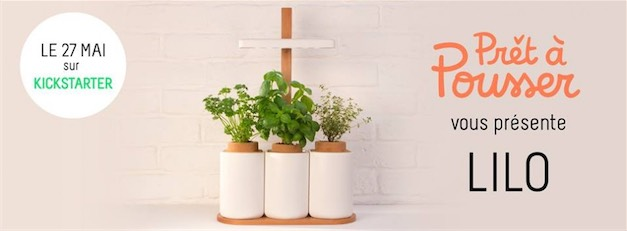 LE 27 MAI
sur
KICKSTARTER
Prêt à
Pousser
vous présente
LILO